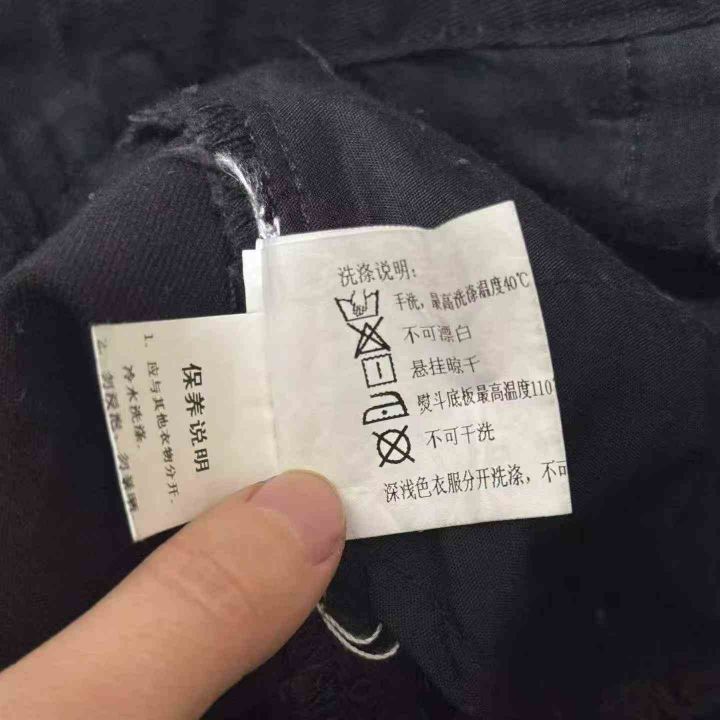 洗涤说明:
手洗，最高洗涤温度40℃
不可漂白
悬挂晾干
熨斗底板最高温度110
不可干洗
深浅色衣服分开洗涤，不可
保养说明
1. 应与其他衣物分开.
冷水洗涤.
2. 勿